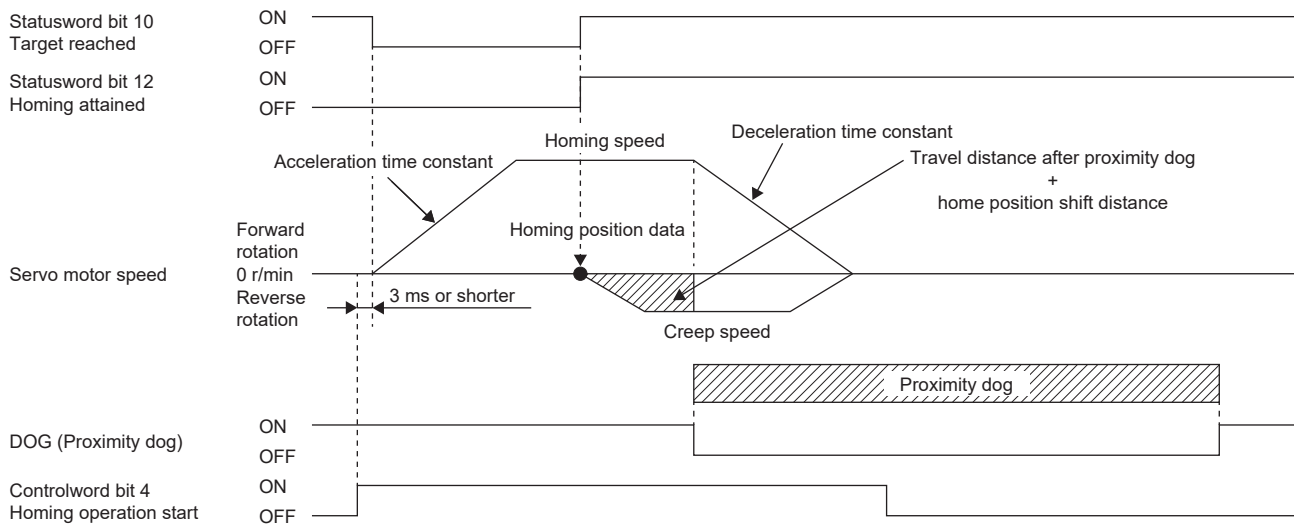 Statusword bit 10
Target reached
ON
OFF
Statusword bit 12
Homing attained
ON
OFF
Homing speed
Deceleration time constant
Acceleration time constant
Travel distance after proximity dog
+
home position shift distance
Homing position data
Servo motor speed
Forward
rotation
0 r/min
Reverse
rotation
3 ms or shorter
Creep speed
Proximity dog
DOG (Proximity dog)
ON
OFF
Controlword bit 4
Homing operation start
ON
OFF